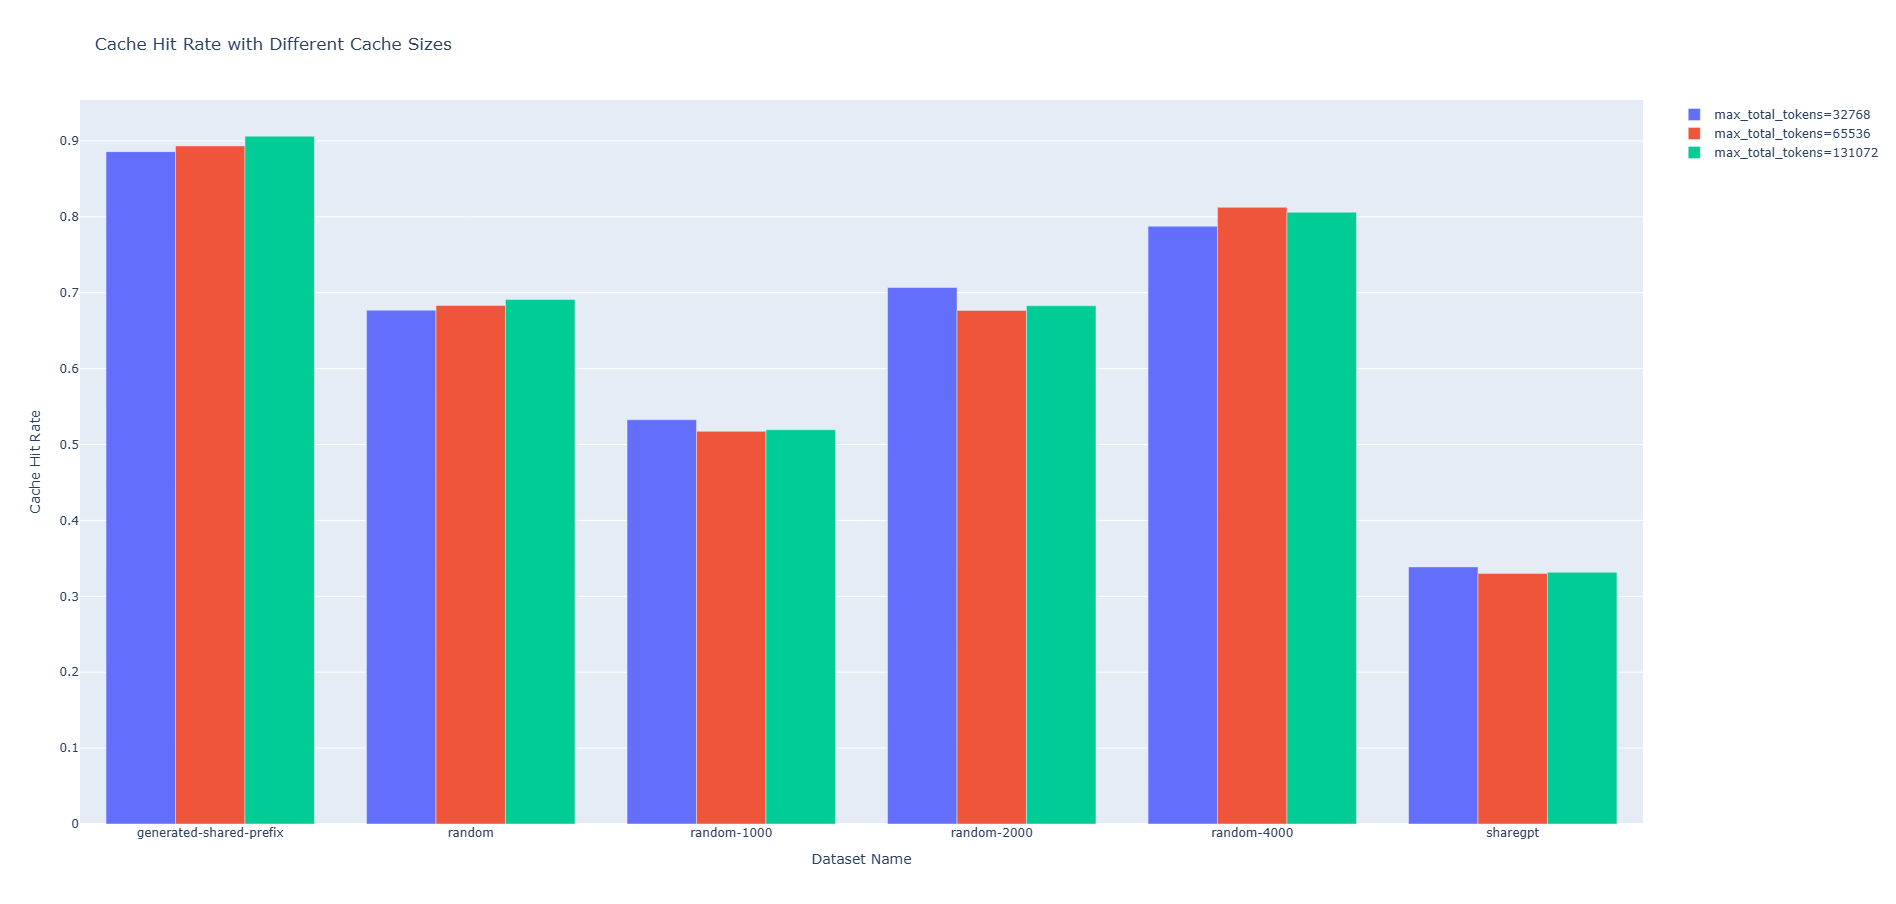 Cache Hit Rate with Different Cache Sizes
max_total_tokens=32768
max_total_tokens=65536
max_total_tokens=131072
Cache Hit Rate
0.9
0.8
0.7
0.6
0.5
0.4
0.3
0.2
0.1
0
generated-shared-prefix
random
random-1000
random-2000
random-4000
sharegpt
Dataset Name